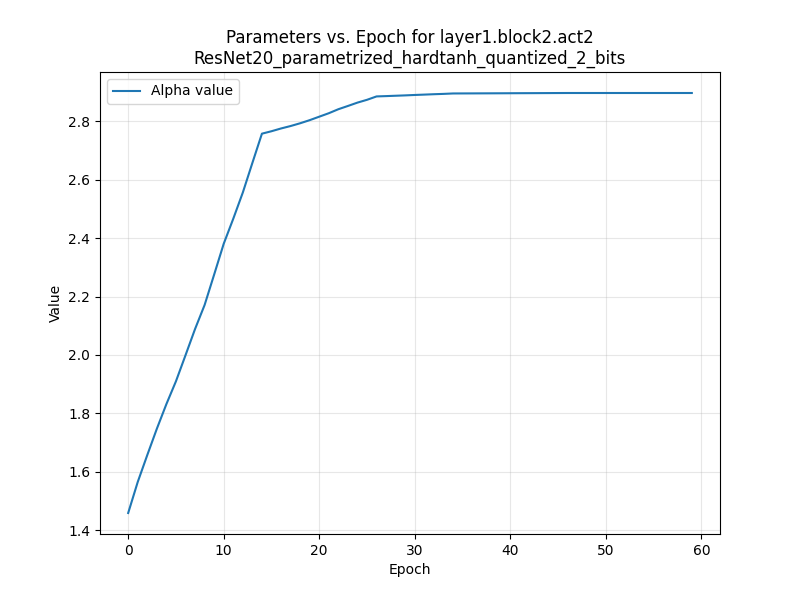 Parameters vs. Epoch for layer1.block2.act2
ResNet20_parametrized_hardtanh_quantized_2_bits
Alpha value
2.8
2.6
2.4
2.2
2.0
1.8
1.6
1.4
Value
0 10 20 30 40 50 60
Epoch